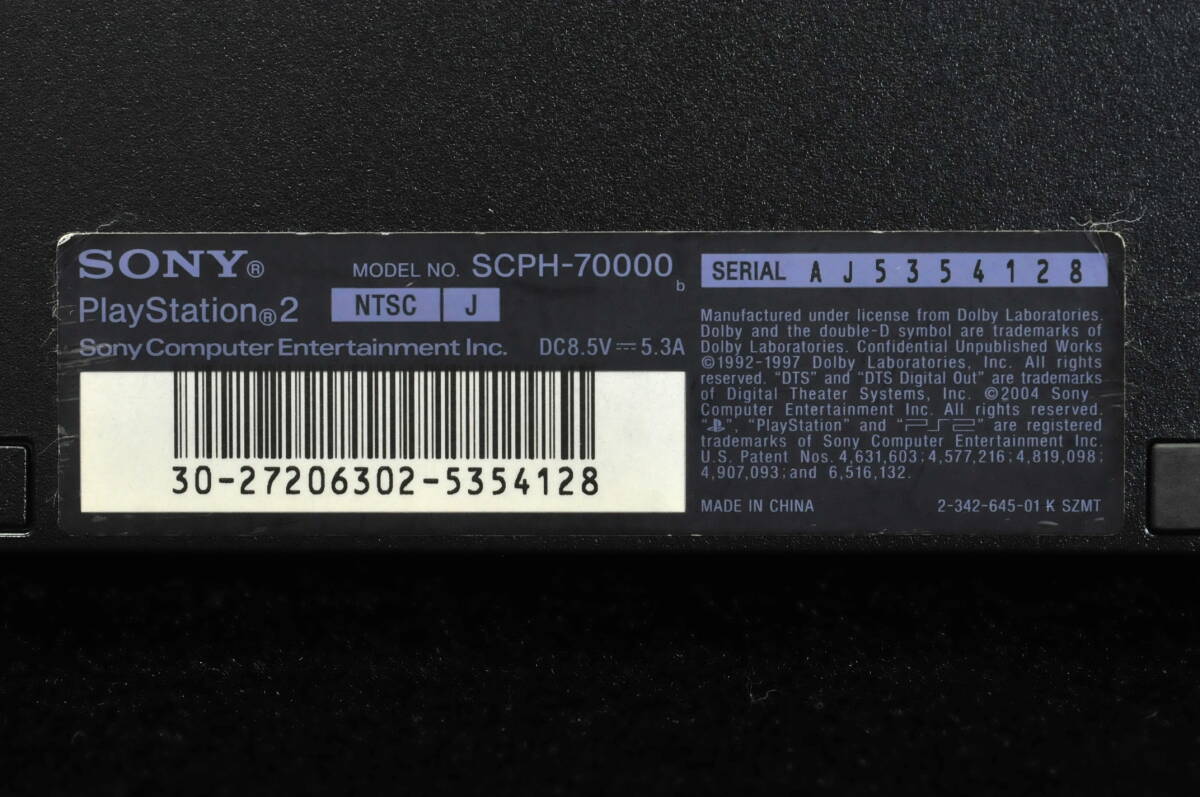 SONY®
MODEL NO. SCPH-70000 b
PlayStation®2
NTSC J
Sony Computer Entertainment Inc. DC8.5V⎓5.3A
30-27206302-5354128
SERIAL A J 5 3 5 4 1 2 8
Manufactured under license from Dolby Laboratories.
Dolby and the double-D symbol are trademarks of
Dolby Laboratories. Confidential Unpublished Works
©1992-1997 Dolby Laboratories, Inc. All rights
reserved. “DTS” and “DTS Digital Out” are trademarks
of Digital Theater Systems, Inc. ©2004 Sony
Computer Entertainment Inc. All rights reserved.
“PS”, “PlayStation” and “PS2” are registered
trademarks of Sony Computer Entertainment Inc.
U.S. Patent Nos. 4,631,603; 4,577,216; 4,819,098;
4,907,093; and 6,516,132.
MADE IN CHINA 2-342-645-01 K SZMT